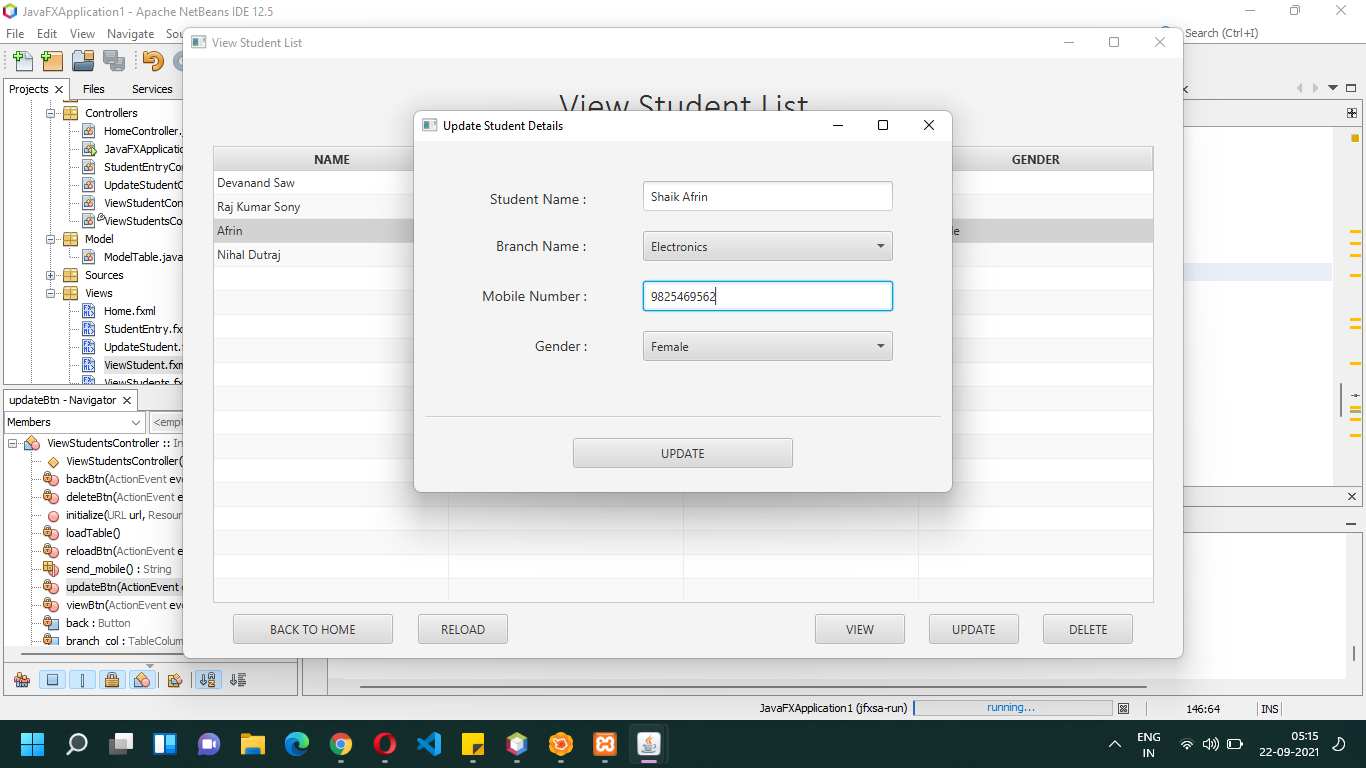 JavaFXApplication1 - Apache NetBeans IDE 12.5
File Edit View Navigate Sou
Search (Ctrl+I)
View Student List
Projects Files Services
Controllers
HomeController.
JavaFXApplicatio
StudentEntryCo
UpdateStudentC
ViewStudentCon
ViewStudentsCo
Model
ModelTable.java
Sources
Views
Home.fxml
StudentEntry.fx
UpdateStudent.
ViewStudent.fxm
ViewStudents.fx
updateBtn - Navigator
Members
<empt
ViewStudentsController :: In
ViewStudentsController(
backBtn(ActionEvent eve
deleteBtn(ActionEvent e
initialize(URL url, Resour
loadTable()
reloadBtn(ActionEvent e
send_mobile() : String
updateBtn(ActionEvent e
viewBtn(ActionEvent eve
back : Button
branch_col : TableColum
View Student List
NAME
GENDER
Devanand Saw
Raj Kumar Sony
Afrin
le
Nihal Dutraj
Update Student Details
Student Name :
Shaik Afrin
Branch Name :
Electronics
Mobile Number :
9825469562
Gender :
Female
UPDATE
BACK TO HOME RELOAD VIEW UPDATE DELETE
JavaFXApplication1 (jfxsa-run) running... 146:64 INS
ENG
IN
05:15
22-09-2021